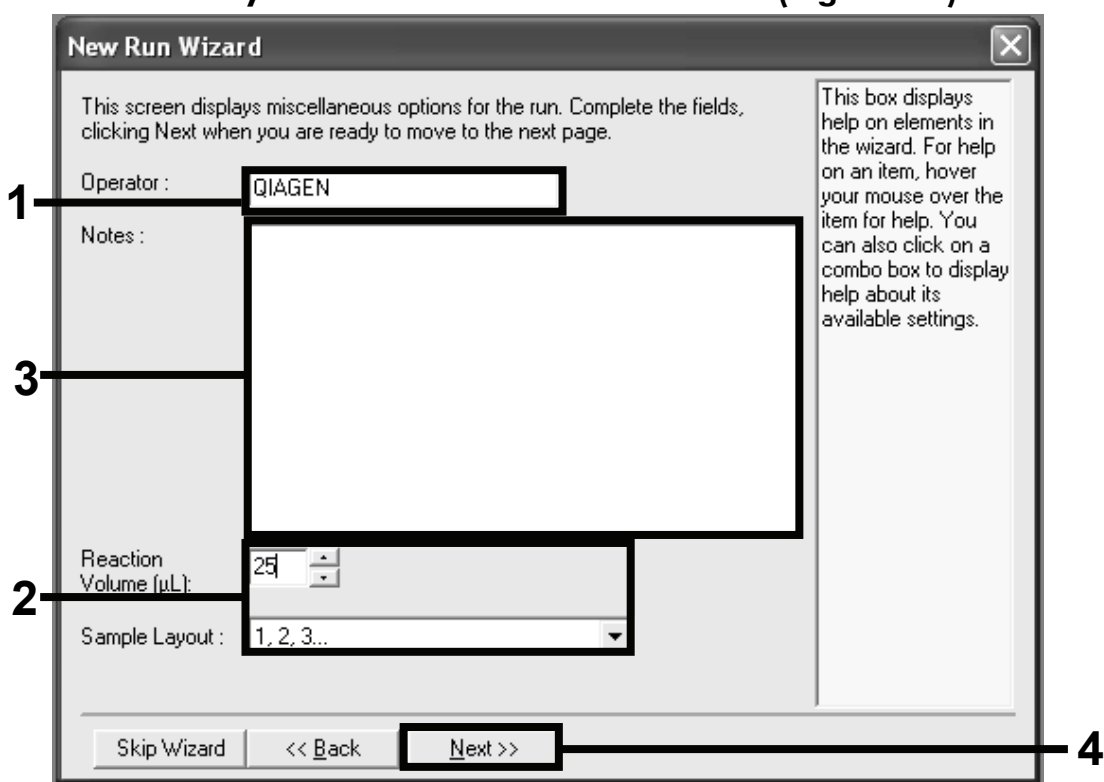 New Run Wizard
This screen displays miscellaneous options for the run. Complete the fields,
clicking Next when you are ready to move to the next page.
This box displays
help on elements in
the wizard. For help
on an item, hover
your mouse over the
item for help. You
can also click on a
combo box to display
help about its
available settings.
1
Operator :
QIAGEN
Notes :
3
Reaction
Volume (µL):
25
2
Sample Layout :
1, 2, 3...
Skip Wizard
<< Back
Next >>
4